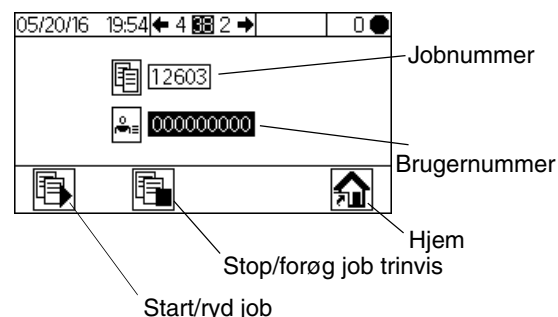 05/20/16 19:54 4 38 2 0
Jobnummer
12603
000000000
Brugernummer
Hjem
Stop/forøg job trinvis
Start/ryd job